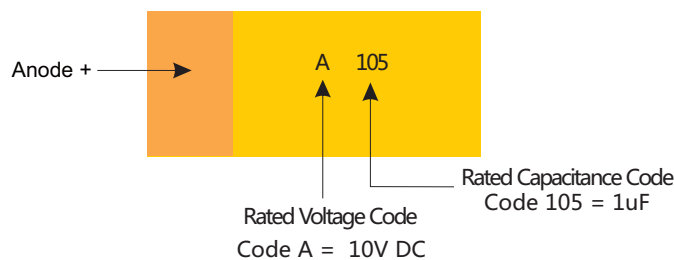 Anode +
A 105
Rated Voltage Code
Code A = 10V DC
Rated Capacitance Code
Code 105 = 1uF